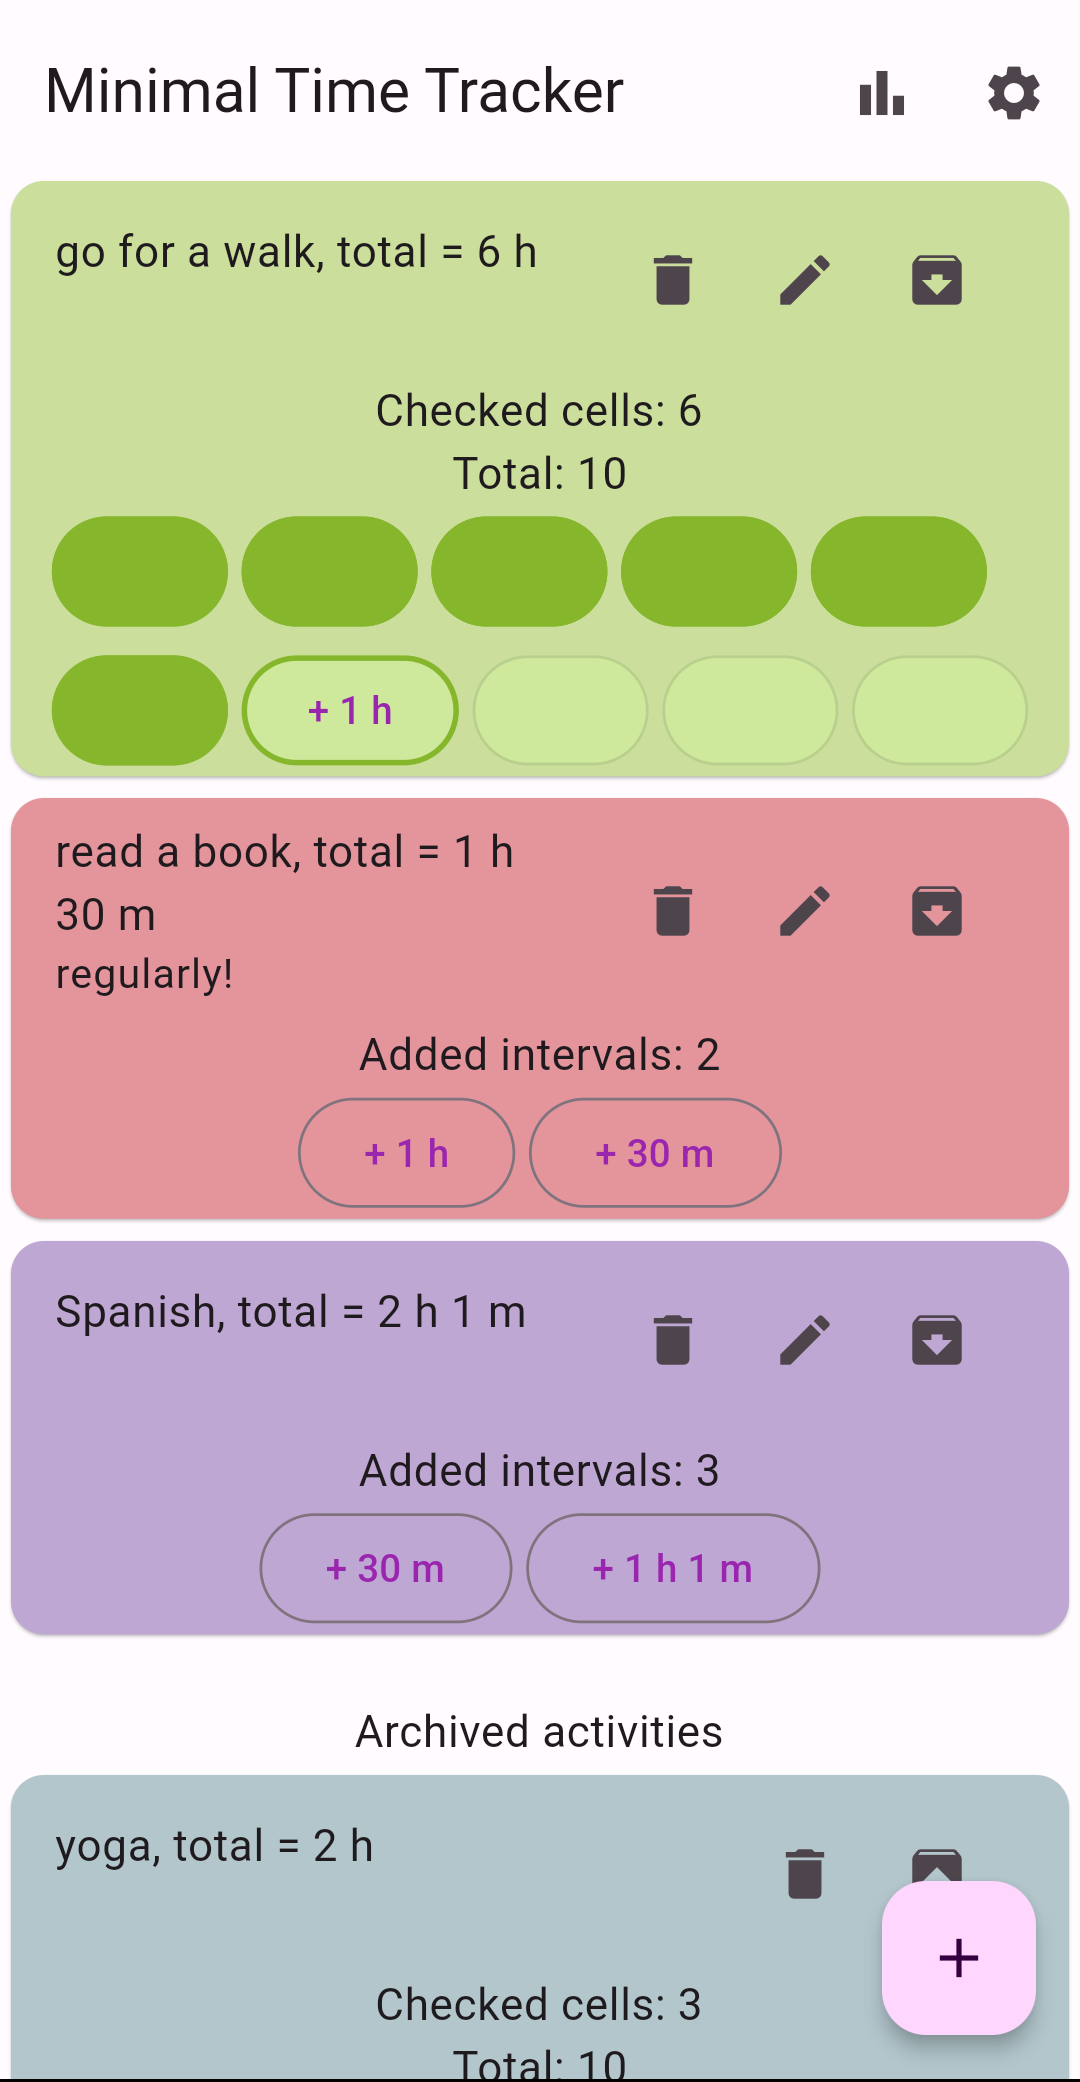 Minimal Time Tracker
go for a walk, total = 6 h
Checked cells: 6
Total: 10
+ 1 h
read a book, total = 1 h
30 m
regularly!
Added intervals: 2
+ 1 h
+ 30 m
Spanish, total = 2 h 1 m
Added intervals: 3
+ 30 m
+ 1 h 1 m
Archived activities
yoga, total = 2 h
Checked cells: 3
Total: 10